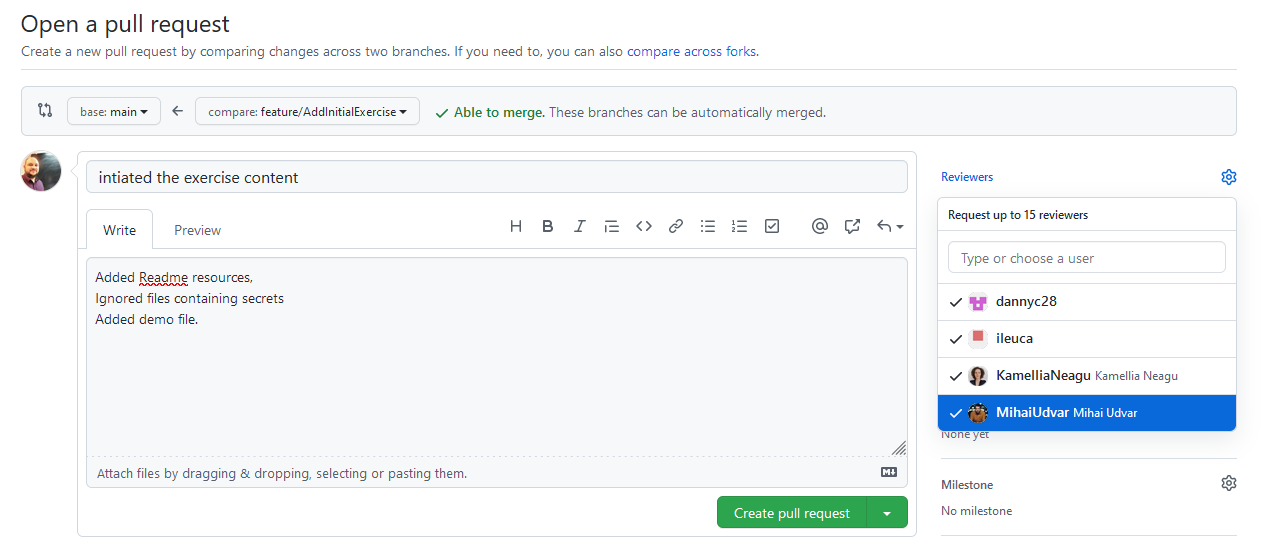 Open a pull request
Create a new pull request by comparing changes across two branches. If you need to, you can also compare across forks.
base: main
compare: feature/AddInitialExercise
Able to merge. These branches can be automatically merged.
intiated the exercise content
Write
Preview
H B I
Added Readme resources,
Ignored files containing secrets
Added demo file.
Attach files by dragging & dropping, selecting or pasting them.
Create pull request
Reviewers
Request up to 15 reviewers
Type or choose a user
dannyc28
ileuca
KamelliaNeagu Kamellia Neagu
MihaiUdvar Mihai Udvar
None yet
Milestone
No milestone